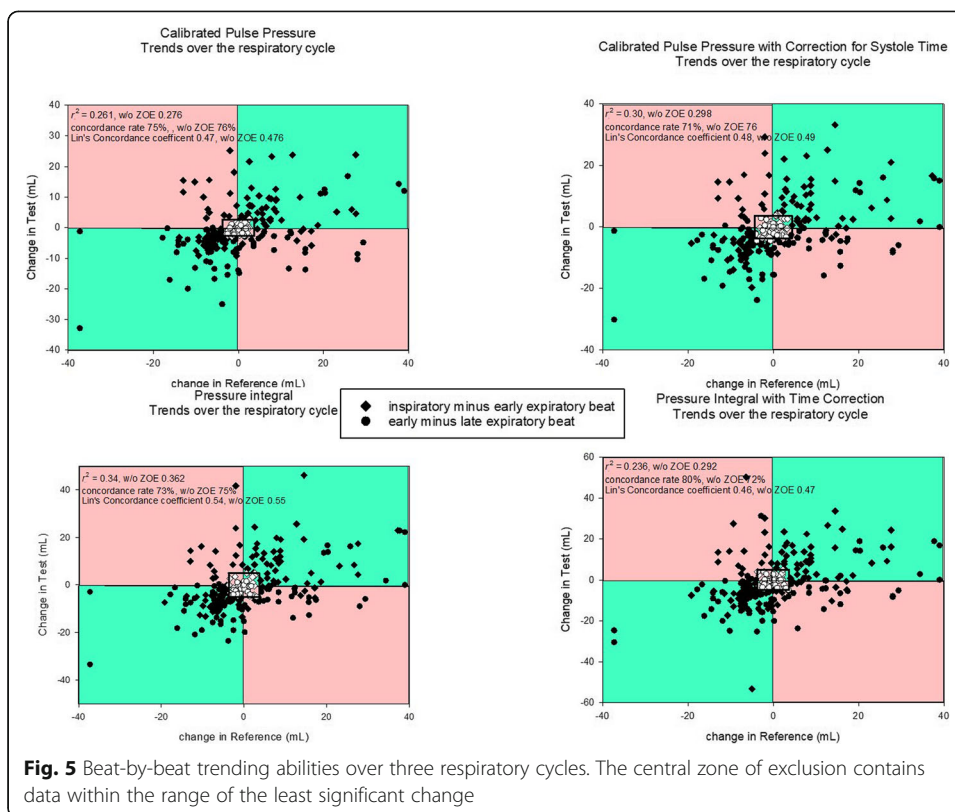 Calibrated Pulse Pressure
Trends over the respiratory cycle
r² = 0.261, w/o ZOE 0.276
concordance rate 75%, , w/o ZOE 76%
Lin's Concordance coefficent 0.47, w/o ZOE 0.476
Change in Test (mL)
40
30
20
10
0
-10
-20
-30
-40
-40 -20 0 20 40
change in Reference (mL)
Calibrated Pulse Pressure with Correction for Systole Time
Trends over the respiratory cycle
r² = 0.30, w/o ZOE 0.298
concordance rate 71%, w/o ZOE 76
Lin's Concordance coefficient 0.48, w/o ZOE 0.49
Change in Test (mL)
40
20
0
-20
-40
-40 -20 0 20 40
change in Reference (mL)
◆ inspiratory minus early expiratory beat
● early minus late expiratory beat
Pressure integral
Trends over the respiratory cycle
r² = 0.34, w/o ZOE 0.362
concordance rate 73%, w/o ZOE 75%
Lin's Concordance coefficient 0.54, w/o ZOE 0.55
Change in Test (mL)
40
20
0
-20
-40
-40 -20 0 20 40
change in Reference (mL)
Pressure Integral with Time Correction
Trends over the respiratory cycle
r² = 0.236, w/o ZOE 0.292
concordance rate 80%, w/o ZOE 72%
Lin's Concordance coefficient 0.46, w/o ZOE 0.47
Change in Test (mL)
60
40
20
0
-20
-40
-60
-40 -20 0 20 40
change in Reference (mL)
Fig. 5 Beat-by-beat trending abilities over three respiratory cycles. The central zone of exclusion contains
data within the range of the least significant change